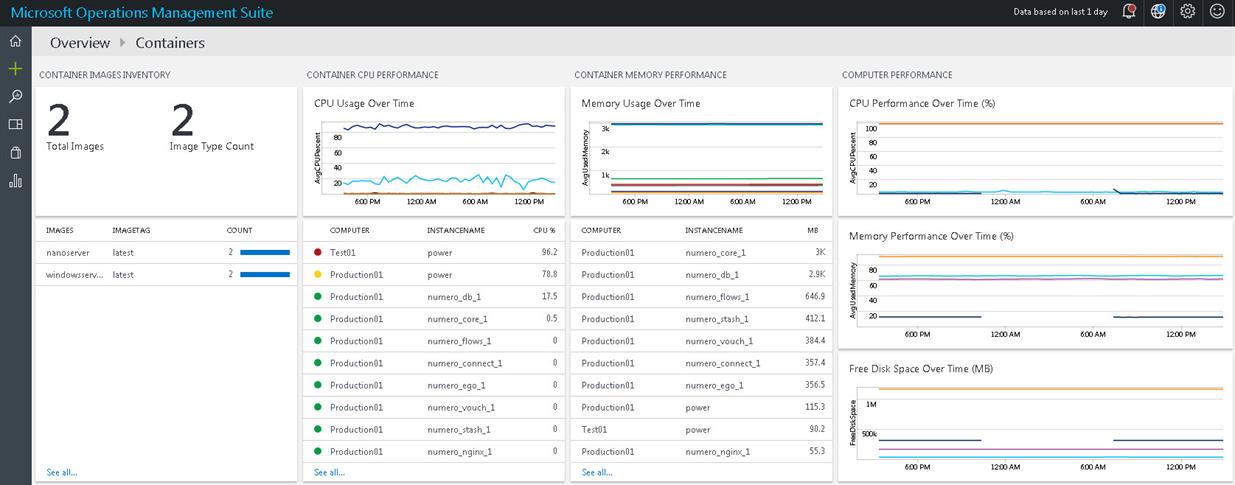 Microsoft Operations Management Suite
Data based on last 1 day
Overview Containers
CONTAINER IMAGES INVENTORY
2
Total Images
2
Image Type Count
IMAGES IMAGETAG COUNT
nanoserver latest 2
windowsserv... latest 2
See all...
CONTAINER CPU PERFORMANCE
CPU Usage Over Time
AvgCPUPercent
80
60
40
20
6:00 PM 12:00 AM 6:00 AM 12:00 PM
COMPUTER INSTANCENAME CPU %
Test01 power 96.2
Production01 power 78.8
Production01 numero_db_1 17.5
Production01 numero_core_1 0.5
Production01 numero_flows_1 0
Production01 numero_connect_1 0
Production01 numero_ego_1 0
Production01 numero_vouch_1 0
Production01 numero_stash_1 0
Production01 numero_nginx_1 0
See all...
CONTAINER MEMORY PERFORMANCE
Memory Usage Over Time
AvgUsedMemory
3k
2k
1k
6:00 PM 12:00 AM 6:00 AM 12:00 PM
COMPUTER INSTANCENAME MB
Production01 numero_core_1 3K
Production01 numero_db_1 2.9K
Production01 numero_flows_1 646.9
Production01 numero_stash_1 412.1
Production01 numero_vouch_1 384.4
Production01 numero_connect_1 357.4
Production01 numero_ego_1 356.5
Production01 power 115.3
Test01 power 90.2
Production01 numero_nginx_1 55.3
See all...
COMPUTER PERFORMANCE
CPU Performance Over Time (%)
AvgCPUPercent
100
80
60
40
20
6:00 PM 12:00 AM 6:00 AM 12:00 PM
Memory Performance Over Time (%)
AvgUsedMemory
80
60
40
20
6:00 PM 12:00 AM 6:00 AM 12:00 PM
Free Disk Space Over Time (MB)
FreeDiskSpace
1M
500k
6:00 PM 12:00 AM 6:00 AM 12:00 PM